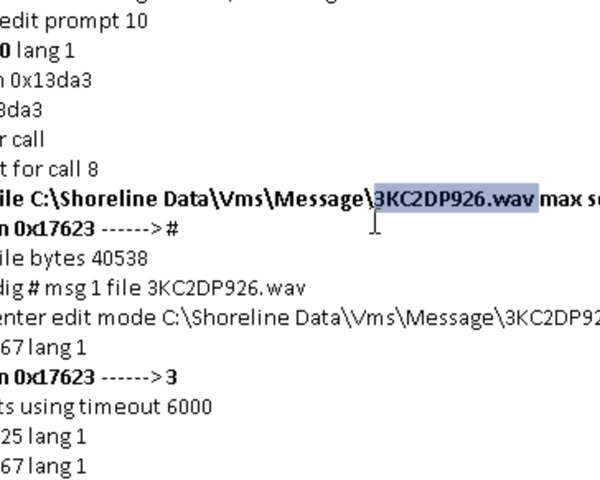 edit prompt 10
0 lang 1
n 0x13da3
3da3
r call
t for call 8
ile C:\Shoreline Data\Vms\Message\3KC2DP926.wav max s
n 0x17623 ------> #
ile bytes 40538
dig # msg 1 file 3KC2DP926.wav
enter edit mode C:\Shoreline Data\Vms\Message\3KC2DP92
67 lang 1
n 0x17623 ------> 3
ts using timeout 6000
25 lang 1
67 lang 1